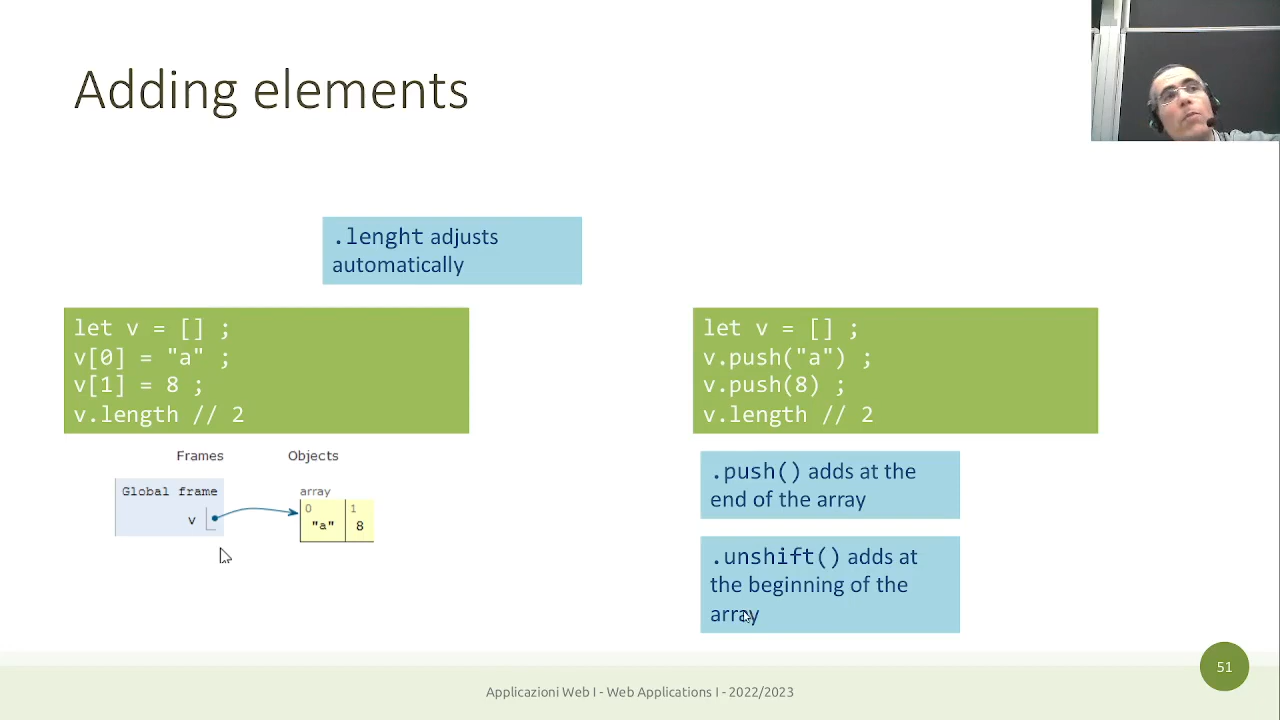 Adding elements
.lenght adjusts
automatically
let v = [] ;
v[0] = "a" ;
v[1] = 8 ;
v.length // 2
let v = [] ;
v.push("a") ;
v.push(8) ;
v.length // 2
Frames
Objects
Global frame
v
array
0 1
"a" 8
.push() adds at the
end of the array
.unshift() adds at
the beginning of the
array
51
Applicazioni Web I - Web Applications I - 2022/2023